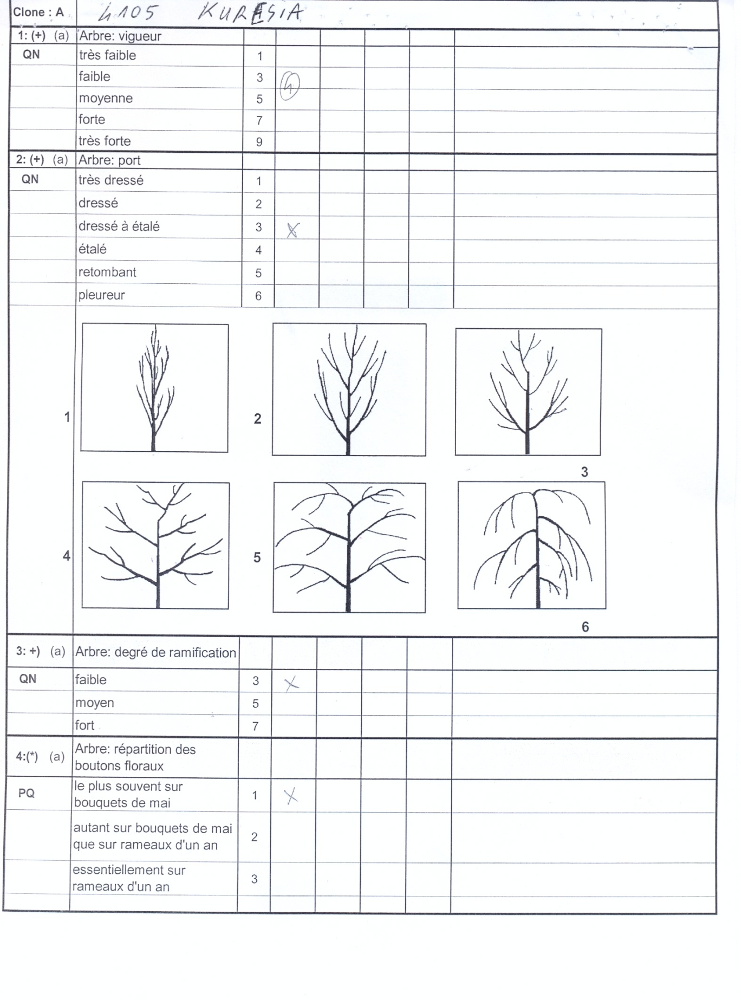 Clone : A 4105 KURESIA
1: (+) (a) Arbre: vigueur
QN très faible 1
faible 3
4
moyenne 5
forte 7
très forte 9
2: (+) (a) Arbre: port
QN très dressé 1
dressé 2
dressé à étalé 3 X
étalé 4
retombant 5
pleureur 6
1 2
3
4 5
6
3: +) (a) Arbre: degré de ramification
QN faible 3 X
moyen 5
fort 7
4:(*) (a) Arbre: répartition des
boutons floraux
PQ le plus souvent sur
bouquets de mai 1 X
autant sur bouquets de mai
que sur rameaux d'un an 2
essentiellement sur
rameaux d'un an 3